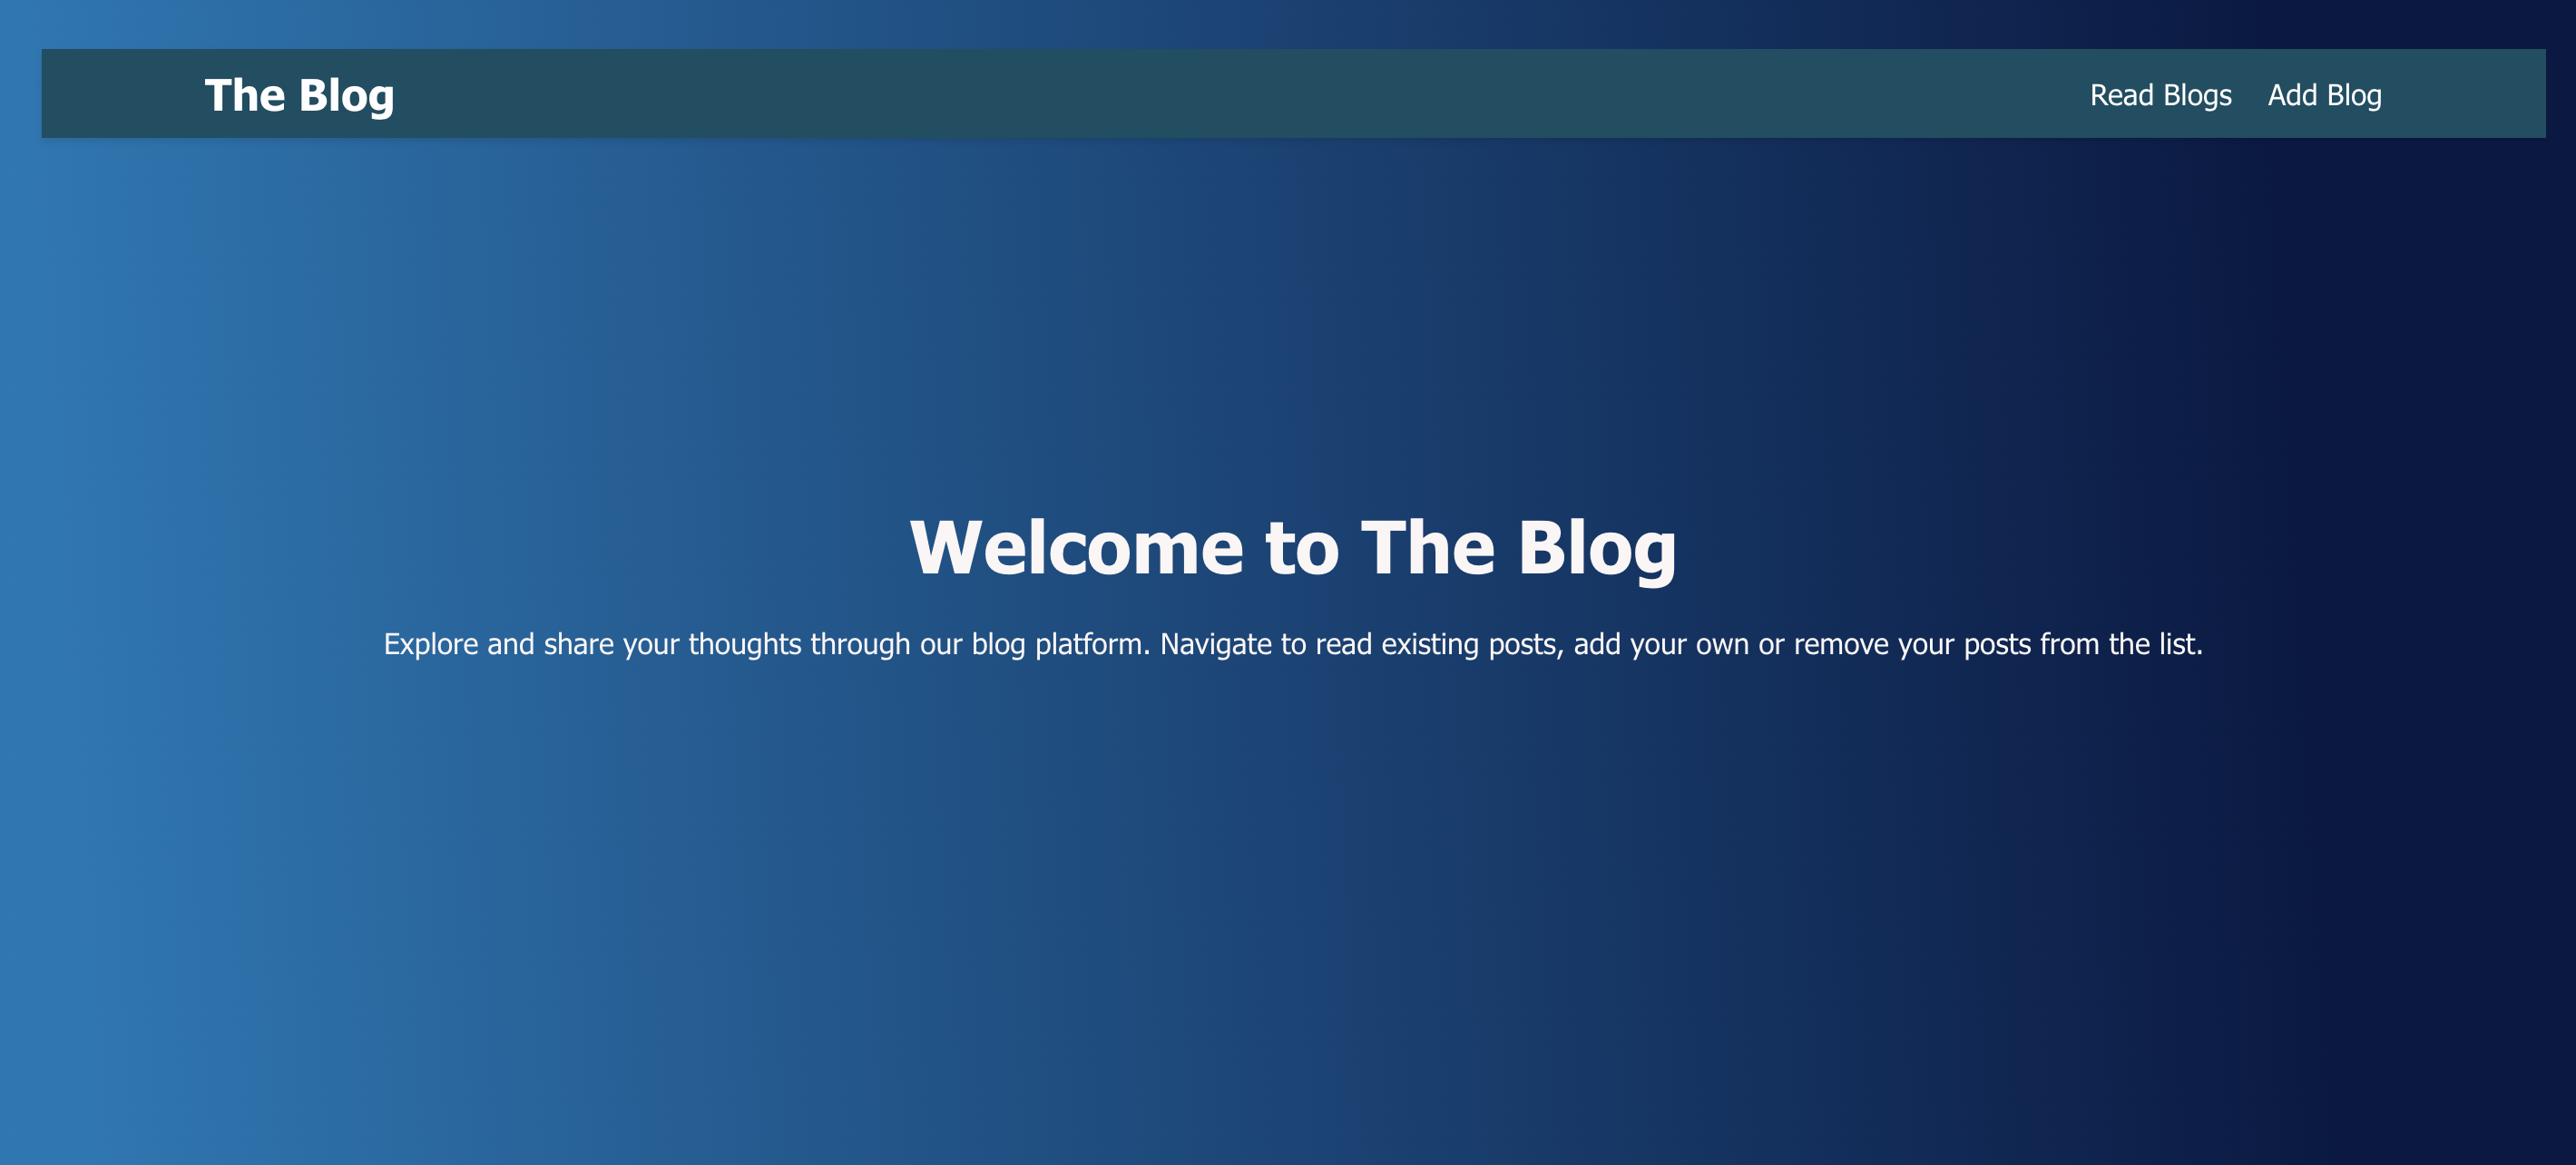 The Blog
Read Blogs Add Blog
Welcome to The Blog
Explore and share your thoughts through our blog platform. Navigate to read existing posts, add your own or remove your posts from the list.